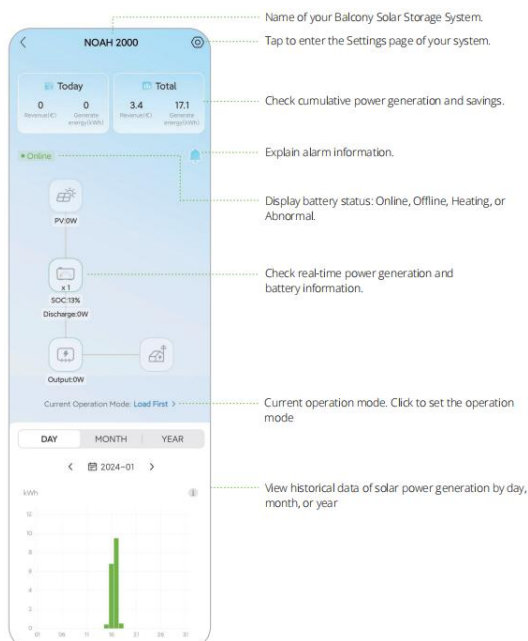 Name of your Balcony Solar Storage System.
NOAH 2000
Tap to enter the Settings page of your system.
Today
Total
0
0
3.4
17.1
Revenue(€)
Generate
energy(kWh)
Revenue(€)
Generate
energy(kWh)
Check cumulative power generation and savings.
Online
Explain alarm information.
Display battery status: Online, Offline, Heating, or
Abnormal.
PV:0W
Check real-time power generation and
battery information.
x 1
SOC:13%
Discharge:0W
Output:0W
Current Operation Mode: Load First >
Current operation mode. Click to set the operation
mode
DAY
MONTH
YEAR
< 2024-01 >
View historical data of solar power generation by day,
month, or year
kWh
12
10
8
6
4
2
0
01 06 11 16 21 26 31